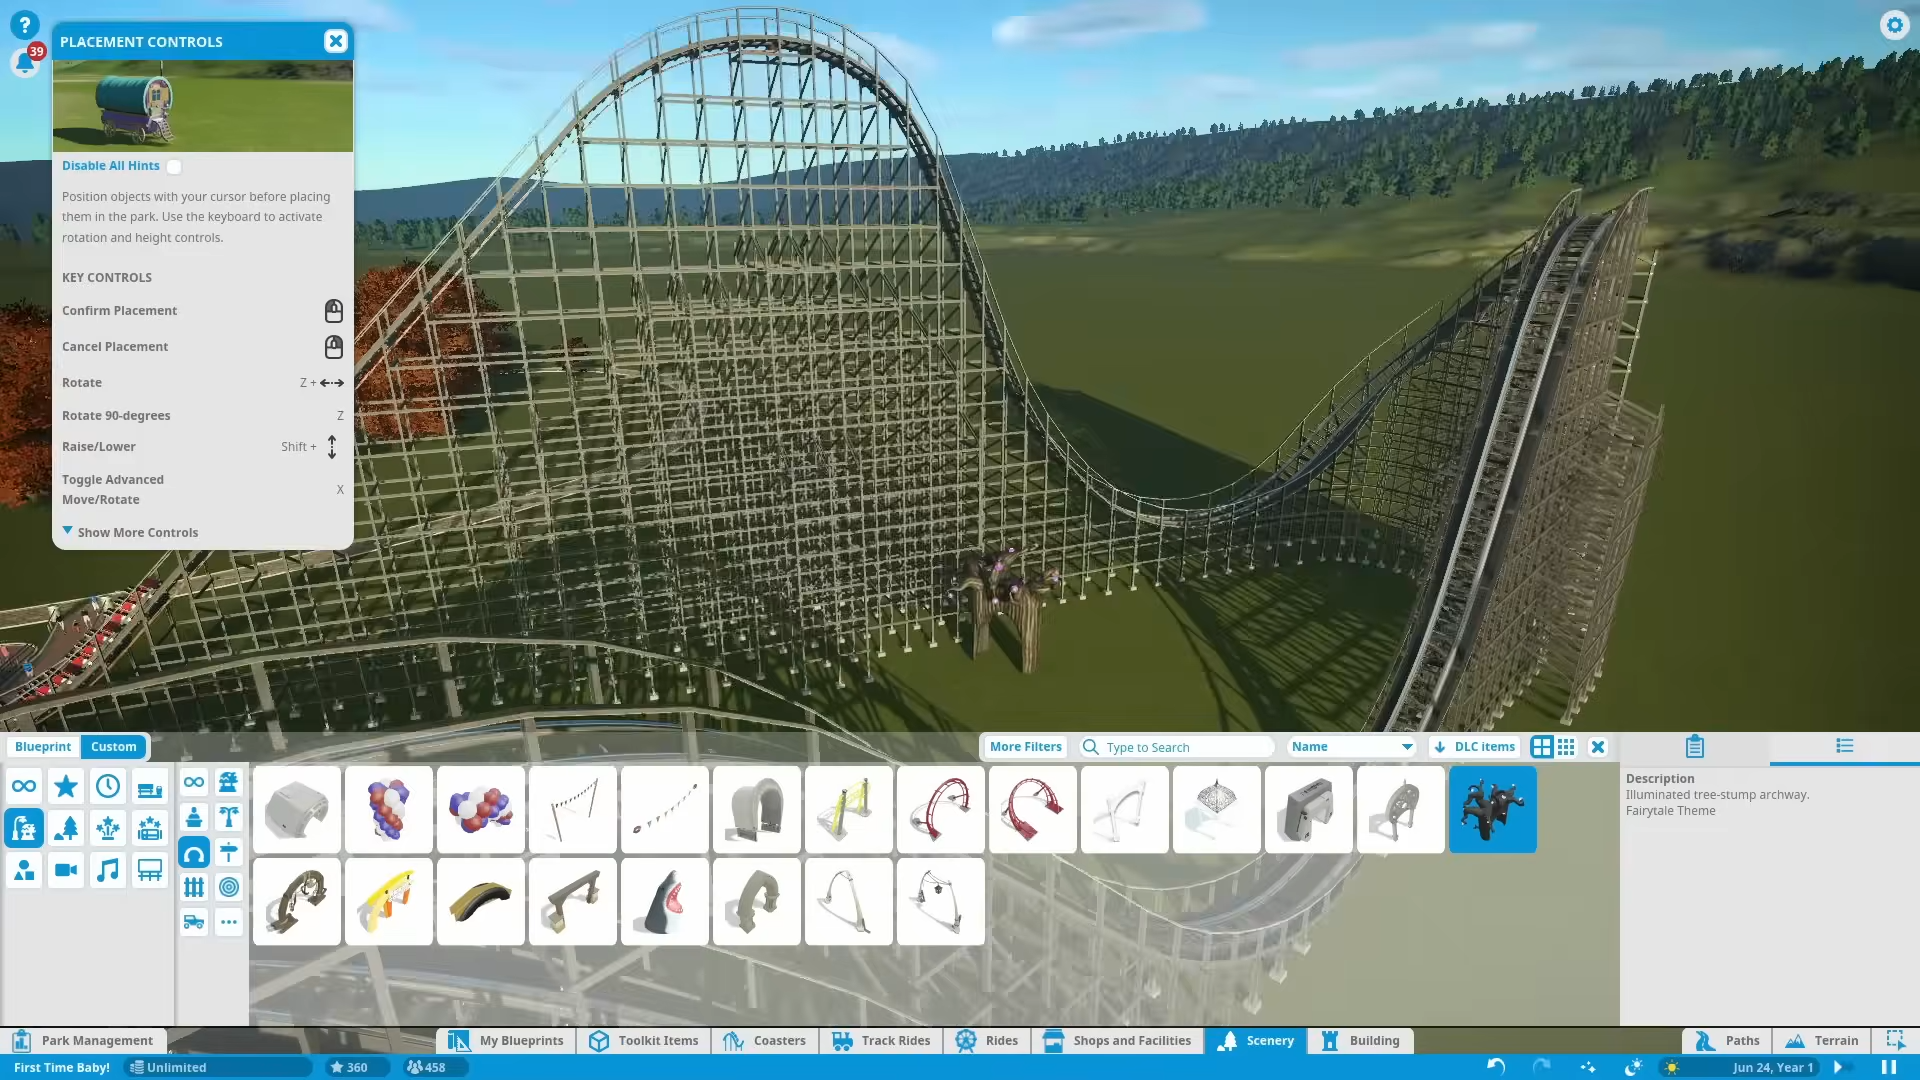 ?
39
PLACEMENT CONTROLS
Disable All Hints
Position objects with your cursor before placing
them in the park. Use the keyboard to activate
rotation and height controls.
KEY CONTROLS
Confirm Placement
Cancel Placement
Rotate Z +
Rotate 90-degrees Z
Raise/Lower Shift +
Toggle Advanced
Move/Rotate X
Show More Controls
Blueprint Custom More Filters Type to Search Name DLC items
Description
Illuminated tree-stump archway.
Fairytale Theme
Park Management My Blueprints Toolkit Items Coasters Track Rides Rides Shops and Facilities Scenery Building Paths Terrain
First Time Baby! Unlimited 360 458 Jun 24, Year 1